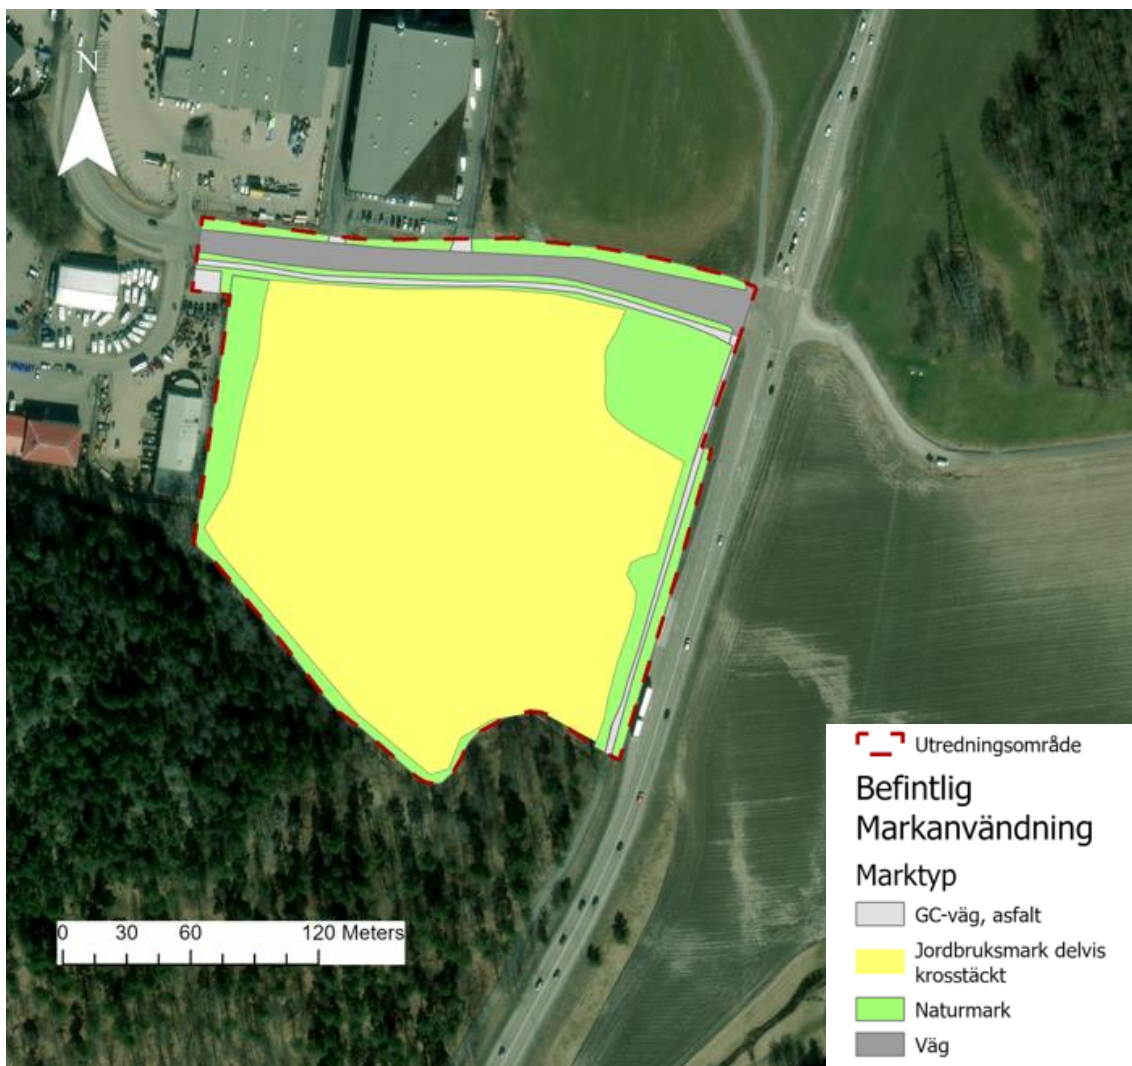 N
Utredningsområde
Befintlig
Markanvändning
Marktyp
GC-väg, asfalt
Jordbruksmark delvis
krosstäckt
Naturmark
Väg
0 30 60 120 Meters